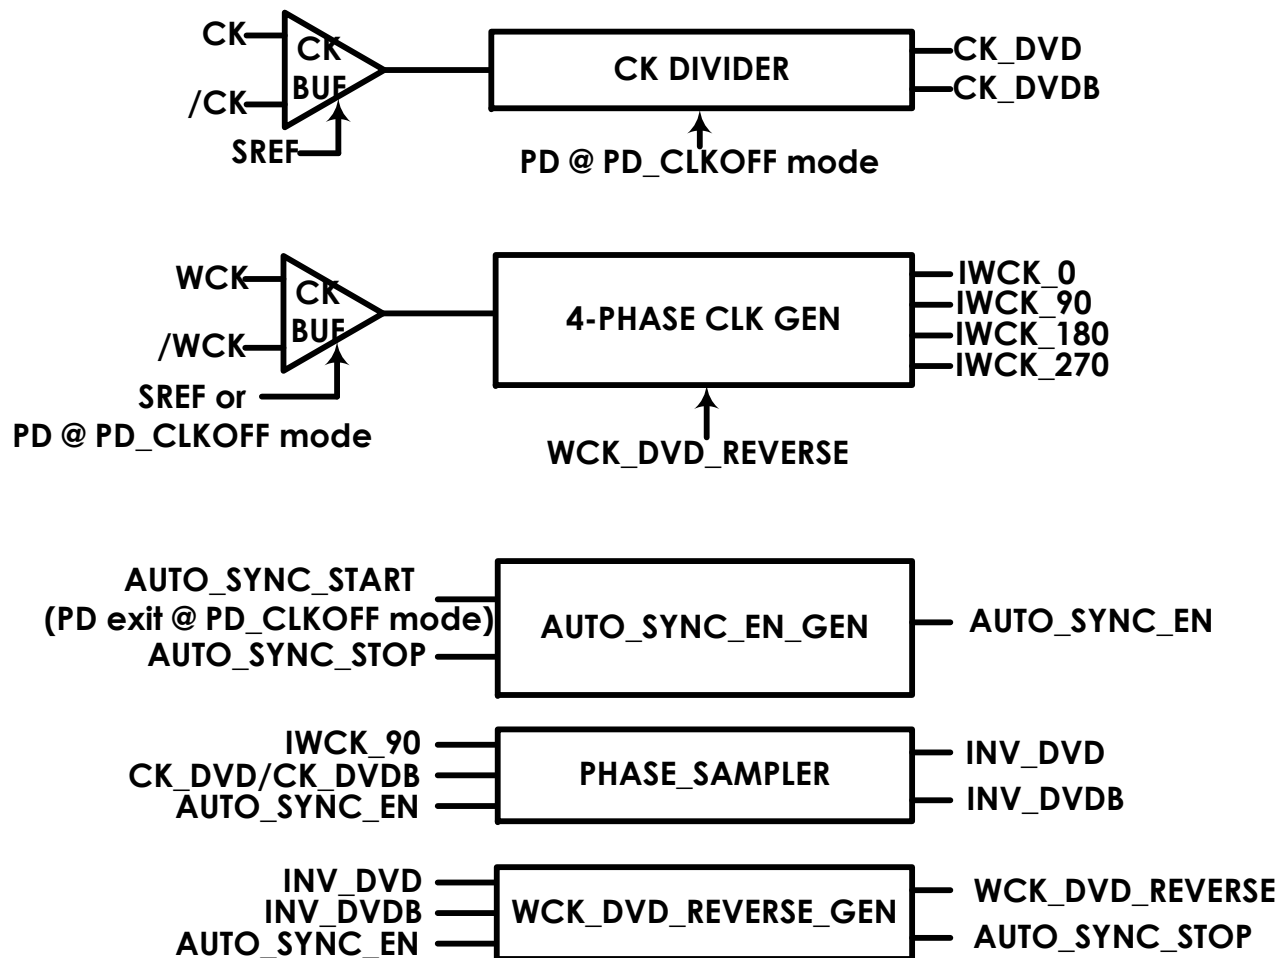 CK
/CK
CK
BUF
SREF
CK DIVIDER
CK_DVD
CK_DVDB
PD @ PD_CLKOFF mode
WCK
/WCK
CK
BUF
SREF or
PD @ PD_CLKOFF mode
4-PHASE CLK GEN
IWCK_0
IWCK_90
IWCK_180
IWCK_270
WCK_DVD_REVERSE
AUTO_SYNC_START
(PD exit @ PD_CLKOFF mode)
AUTO_SYNC_STOP
AUTO_SYNC_EN_GEN
AUTO_SYNC_EN
IWCK_90
CK_DVD/CK_DVDB
AUTO_SYNC_EN
PHASE_SAMPLER
INV_DVD
INV_DVDB
INV_DVD
INV_DVDB
AUTO_SYNC_EN
WCK_DVD_REVERSE_GEN
WCK_DVD_REVERSE
AUTO_SYNC_STOP